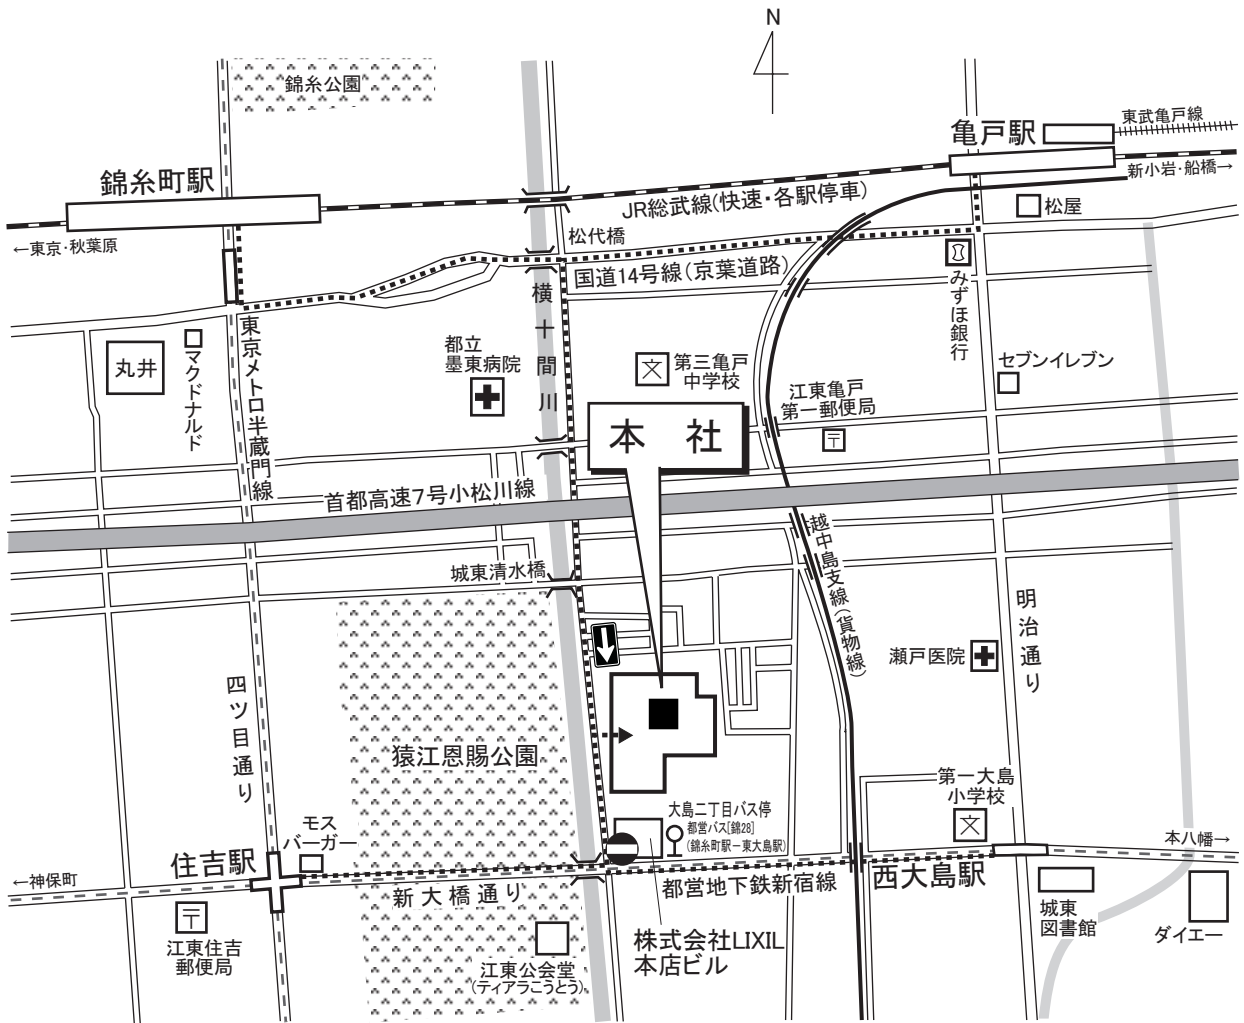 N
錦糸公園
東武亀戸線
亀戸駅
錦糸町駅
新小岩・船橋→
JR総武線(快速・各駅停車)
松屋
←東京・秋葉原
松代橋
国道14号線(京葉道路)
みずほ銀行
横十間川
東京メトロ半蔵門線
丸井
マクドナルド
都立
墨東病院
文
第三亀戸
中学校
セブンイレブン
江東亀戸
第一郵便局
〒
本 社
首都高速7号小松川線
越中島支線(貨物線)
城東清水橋
明治通り
瀬戸医院
四ツ目通り
猿江恩賜公園
第一大島
小学校
文
大島二丁目バス停
都営バス[錦28]
(錦糸町駅－東大島駅)
モス
バーガー
本八幡→
住吉駅
←神保町
西大島駅
都営地下鉄新宿線
新大橋通り
〒
江東住吉
郵便局
城東
図書館
ダイエー
株式会社LIXIL
本店ビル
江東公会堂
(ティアラこうとう)